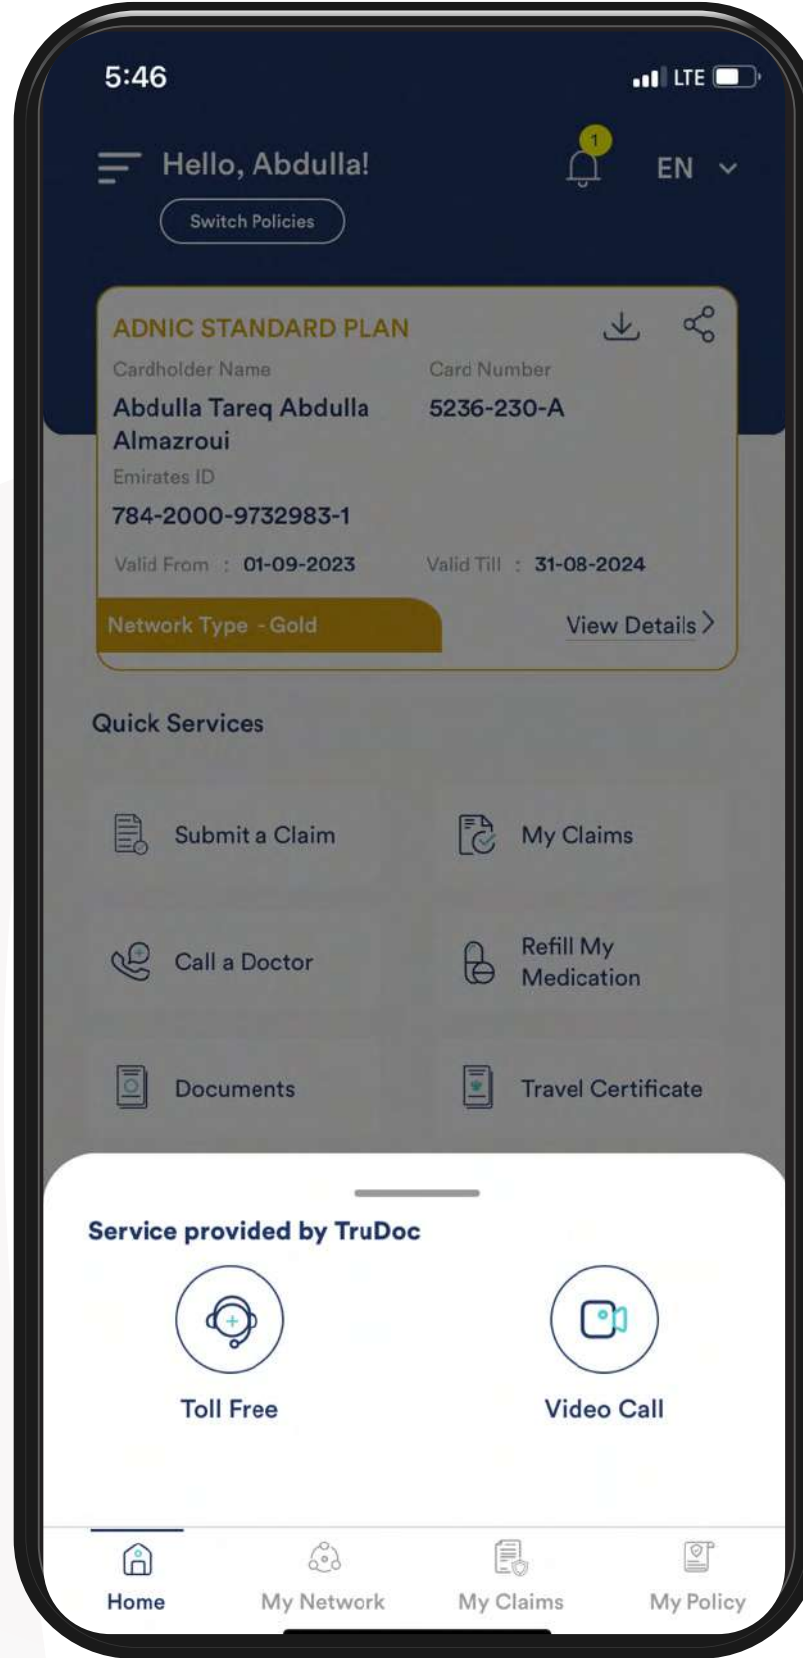 5:46
LTE
Hello, Abdulla!
1
EN
Switch Policies
ADNIC STANDARD PLAN
Cardholder Name
Card Number
Abdulla Tareq Abdulla
Almazroui
5236-230-A
Emirates ID
784-2000-9732983-1
Valid From : 01-09-2023
Valid Till : 31-08-2024
Network Type - Gold
View Details
Quick Services
Submit a Claim
My Claims
Call a Doctor
Refill My
Medication
Documents
Travel Certificate
Service provided by TruDoc
Toll Free
Video Call
Home
My Network
My Claims
My Policy